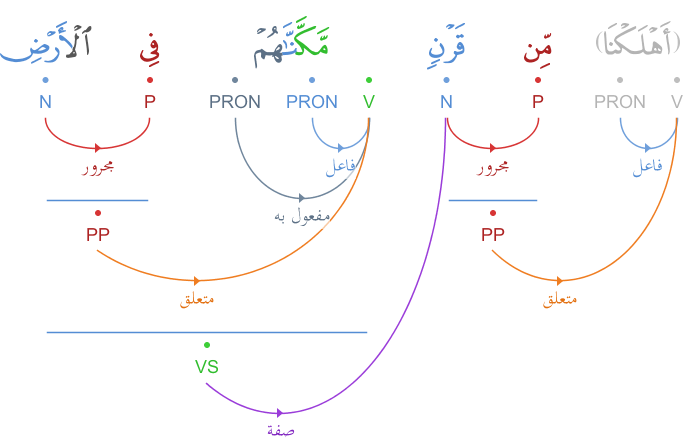 (أَهْلَكْنَا) مِّن قَرْنٍ مَّكَّنَّـٰهُمْ فِى ٱلْأَرْضِ
V PRON P N V PRON PRON P N
فاعل مجرور فاعل مجرور
مفعول به
PP PP
متعلق متعلق
VS
صفة